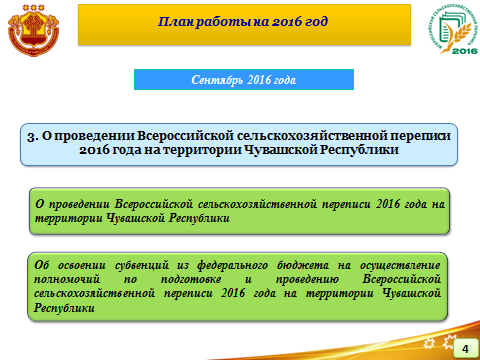 План работы на 2016 год
2016
Сентябрь 2016 года
3. О проведении Всероссийской сельскохозяйственной переписи
2016 года на территории Чувашской Республики
О проведении Всероссийской сельскохозяйственной переписи 2016 года на
территории Чувашской Республики
Об освоении субвенций из федерального бюджета на осуществление
полномочий по подготовке и проведению Всероссийской
сельскохозяйственной переписи 2016 года на территории Чувашской
Республики
4